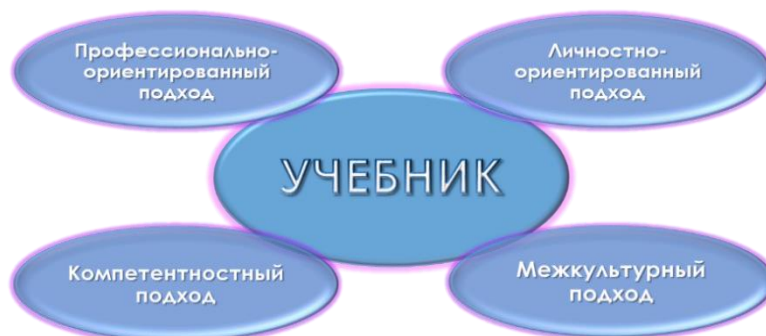 Профессионально-
ориентированный
подход
Личностно-
ориентированный
подход
УЧЕБНИК
Компетентностный
подход
Межкультурный
подход